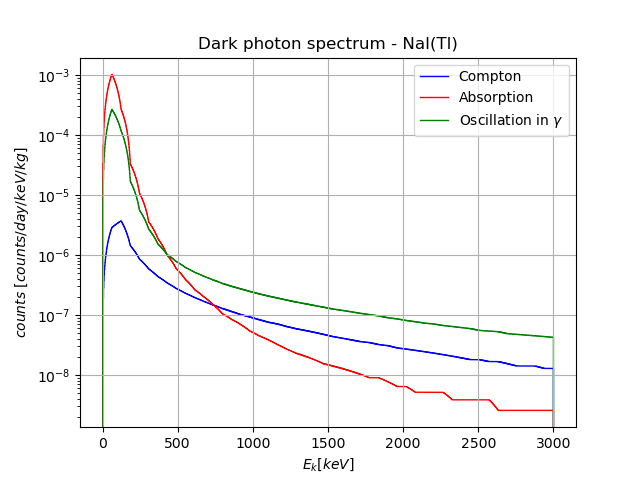 Dark photon spectrum - NaI(Tl)
counts [counts/day/keV/kg]
10⁻³
10⁻⁴
10⁻⁵
10⁻⁶
10⁻⁷
10⁻⁸
Compton
Absorption
Oscillation in γ
0
500
1000
1500
2000
2500
3000
E_k[keV]